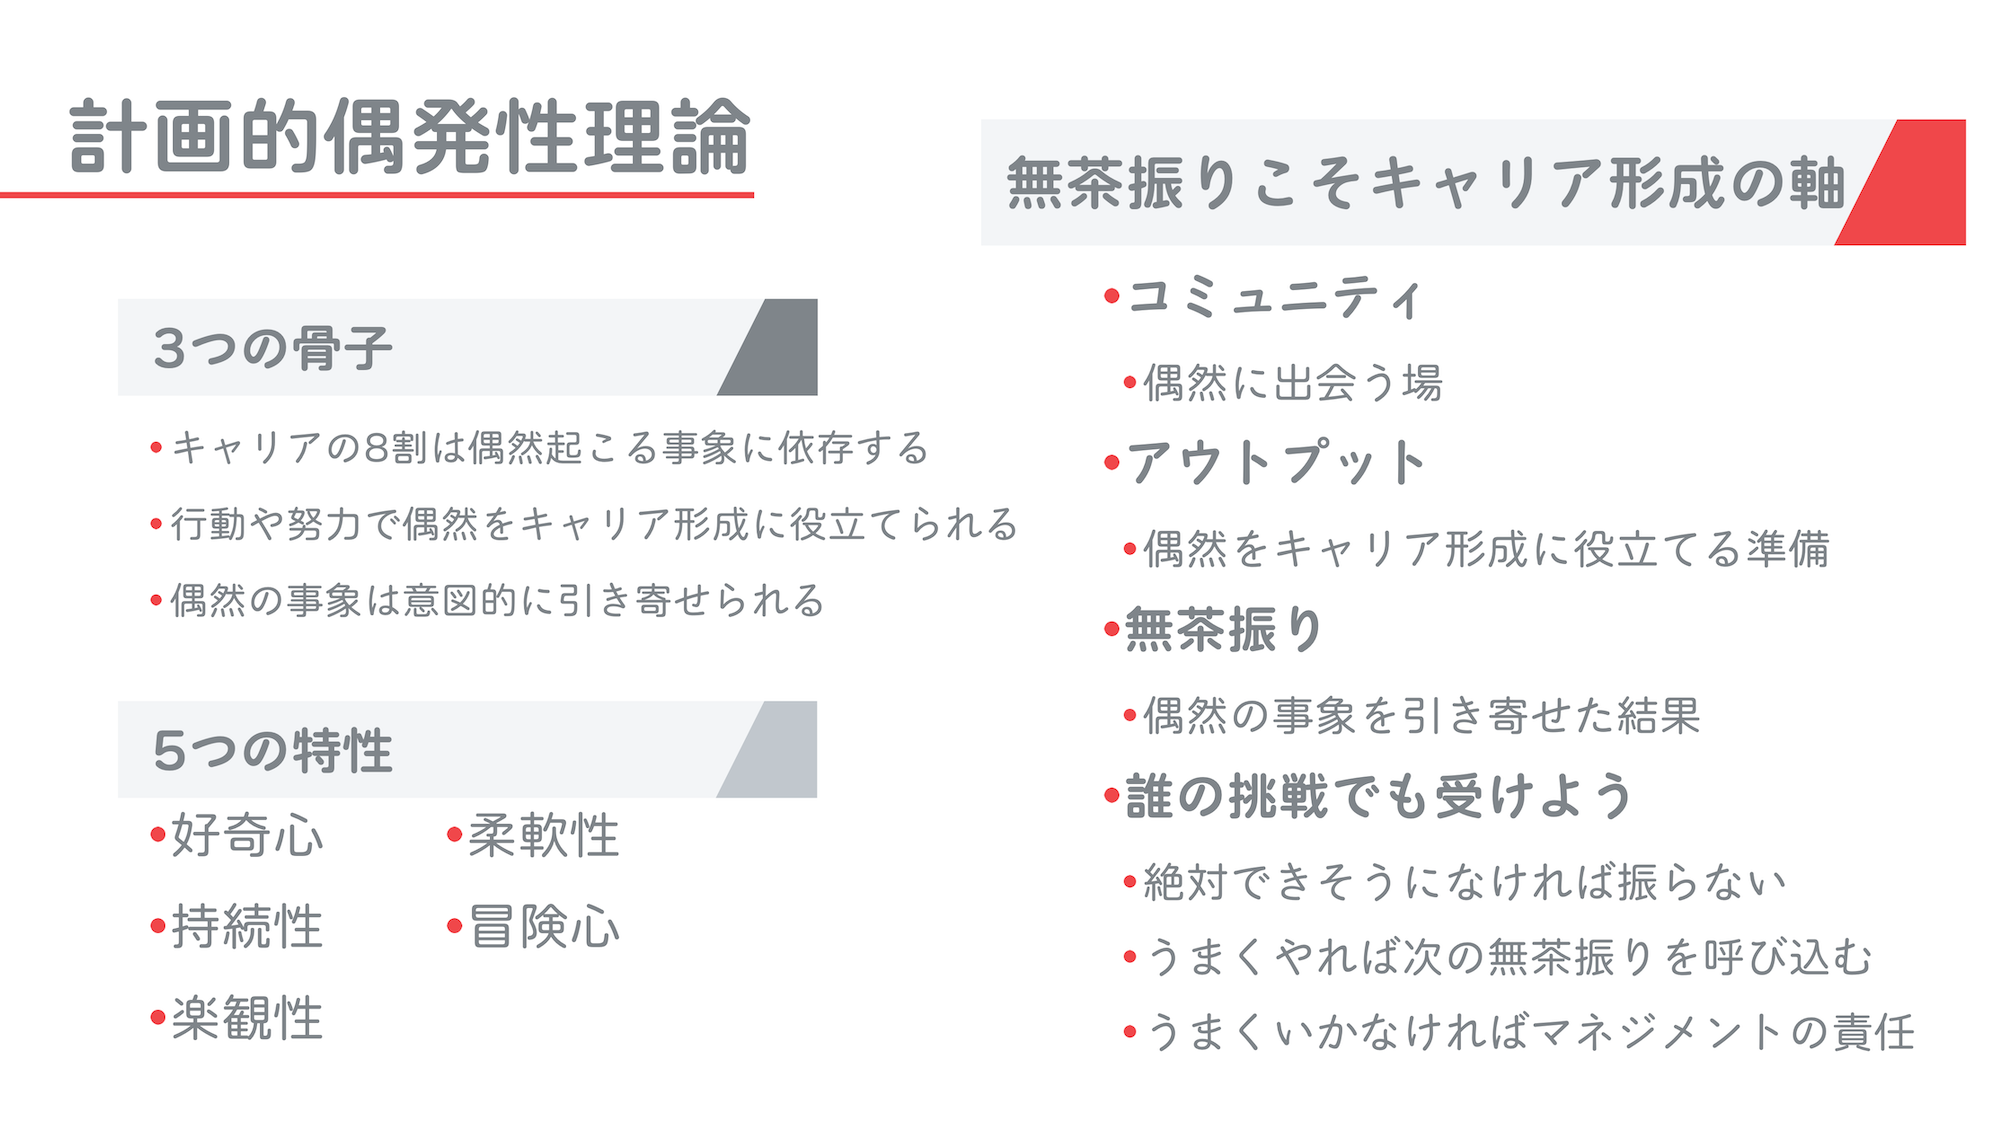 計画的偶発性理論
3つの骨子
•キャリアの8割は偶然起こる事象に依存する
•行動や努力で偶然をキャリア形成に役立てられる
•偶然の事象は意図的に引き寄せられる
5つの特性
•好奇心
•持続性
•楽観性
•柔軟性
•冒険心
無茶振りこそキャリア形成の軸
•コミュニティ
•偶然に出会う場
•アウトプット
•偶然をキャリア形成に役立てる準備
•無茶振り
•偶然の事象を引き寄せた結果
•誰の挑戦でも受けよう
•絶対できそうになければ振らない
•うまくやれば次の無茶振りを呼び込む
•うまくいかなければマネジメントの責任